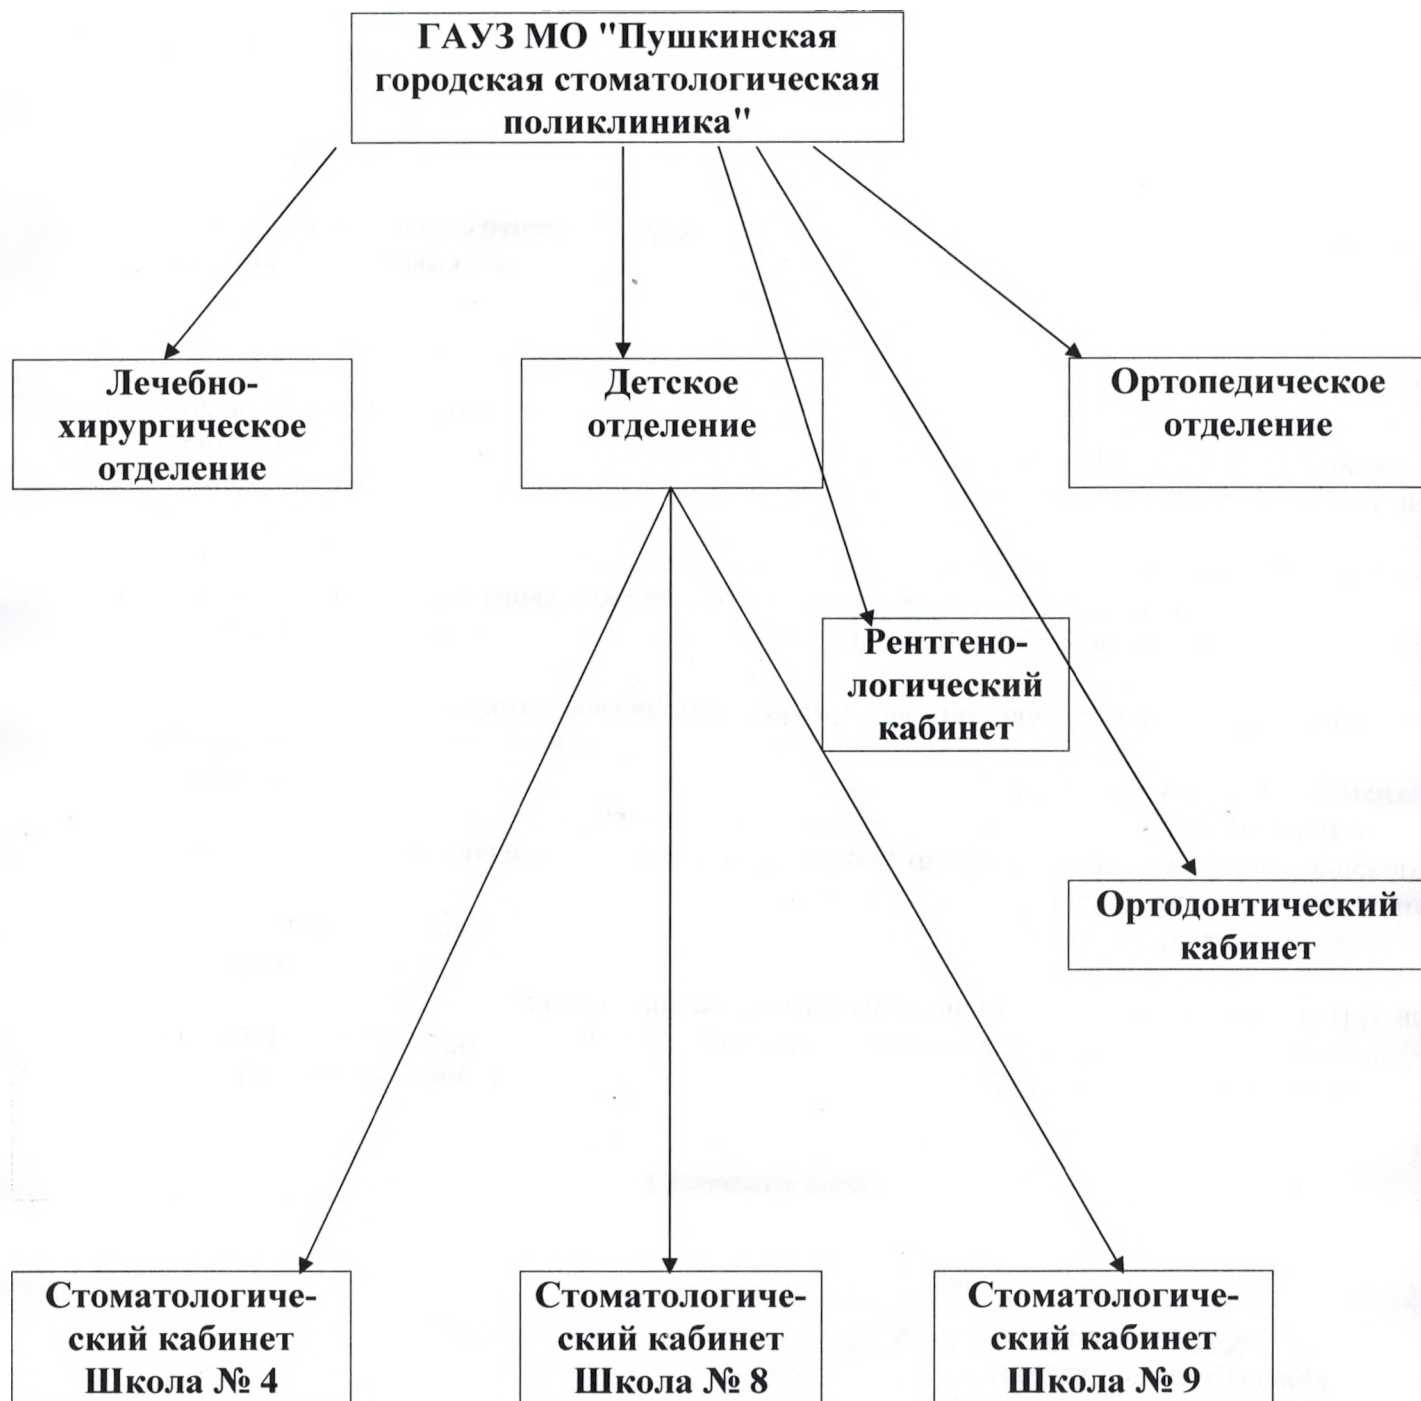 ГАУЗ МО "Пушкинская
городская стоматологическая
поликлиника"
Лечебно-
хирургическое
отделение
Детское
отделение
Ортопедическое
отделение
Рентгено-
логический
кабинет
Ортодонтический
кабинет
Стоматологиче-
ский кабинет
Школа № 4
Стоматологиче-
ский кабинет
Школа № 8
Стоматологиче-
ский кабинет
Школа № 9